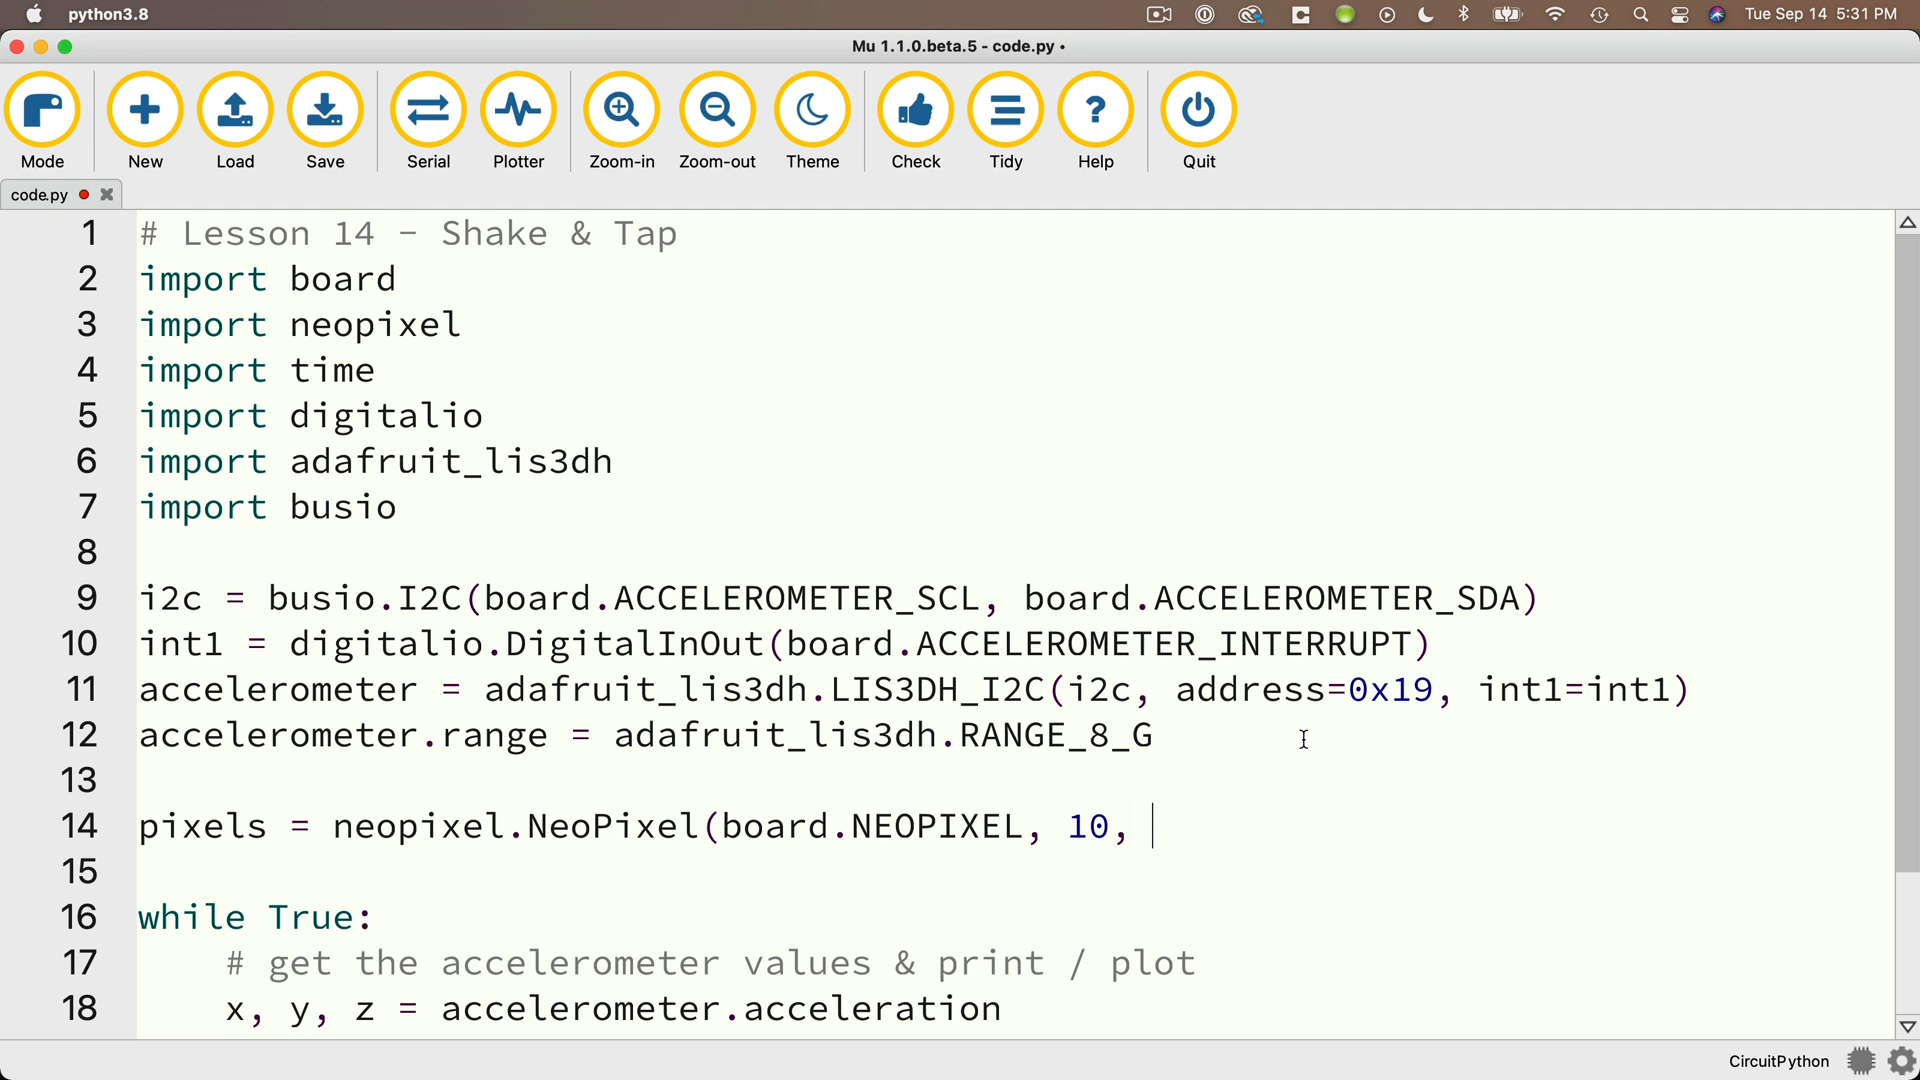 python3.8
Tue Sep 14 5:31 PM
Mu 1.1.0.beta.5 - code.py •
Mode New Load Save Serial Plotter Zoom-in Zoom-out Theme Check Tidy Help Quit
code.py
1 # Lesson 14 - Shake & Tap
2 import board
3 import neopixel
4 import time
5 import digitalio
6 import adafruit_lis3dh
7 import busio
8
9 i2c = busio.I2C(board.ACCELEROMETER_SCL, board.ACCELEROMETER_SDA)
10 int1 = digitalio.DigitalInOut(board.ACCELEROMETER_INTERRUPT)
11 accelerometer = adafruit_lis3dh.LIS3DH_I2C(i2c, address=0x19, int1=int1)
12 accelerometer.range = adafruit_lis3dh.RANGE_8_G
13
14 pixels = neopixel.NeoPixel(board.NEOPIXEL, 10,
15
16 while True:
17     # get the accelerometer values & print / plot
18     x, y, z = accelerometer.acceleration
CircuitPython